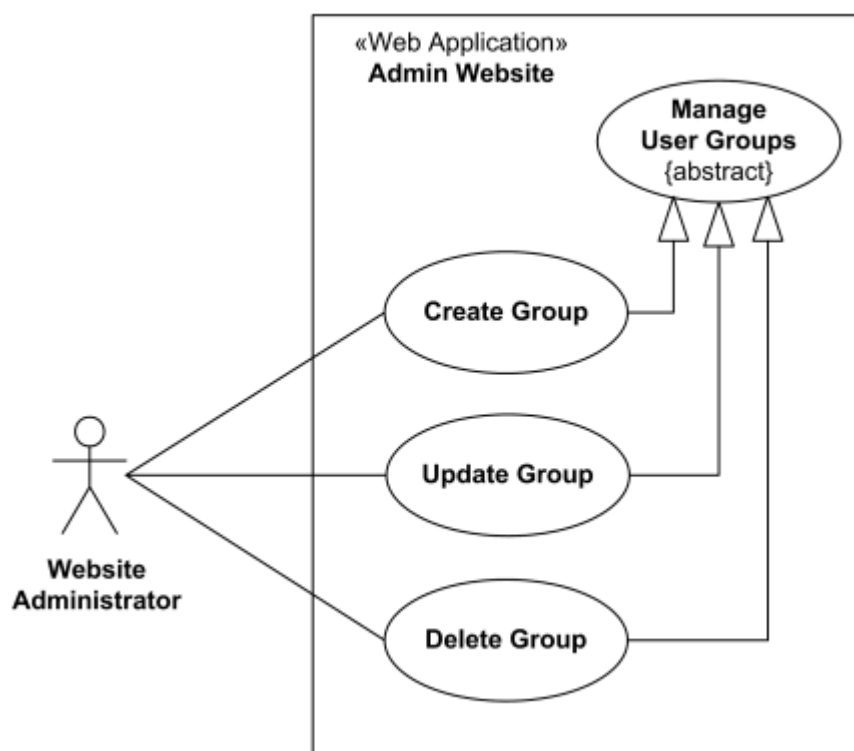 «Web Application»
Admin Website
Manage
User Groups
{abstract}
Create Group
Update Group
Website
Administrator
Delete Group